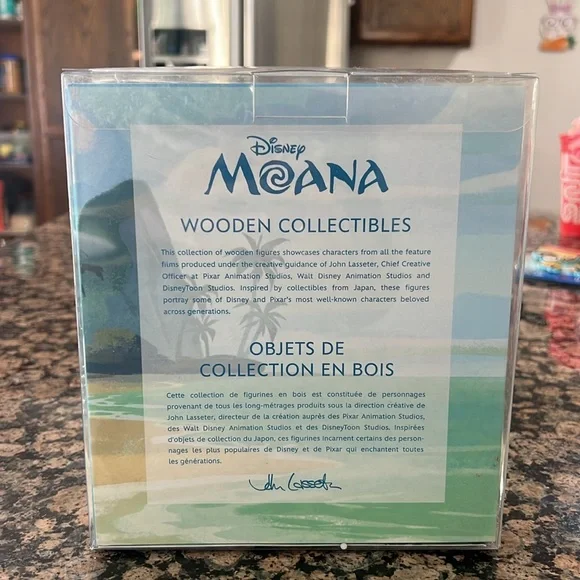 Disney
MOANA
WOODEN COLLECTIBLES
This collection of wooden figures showcases characters from all the feature
films produced under the creative guidance of John Lasseter, Chief Creative
Officer at Pixar Animation Studios, Walt Disney Animation Studios and
DisneyToon Studios. Inspired by collectibles from Japan, these figures
portray some of Disney and Pixar's most well-known characters beloved
across generations.
OBJETS DE
COLLECTION EN BOIS
Cette collection de figurines en bois est constituée de personnages
provenant de tous les long-métrages produits sous la direction créative de
John Lasseter, directeur de la création auprès des Pixar Animation Studios,
des Walt Disney Animation Studios et des DisneyToon Studios. Inspirées
d'objets de collection du Japon, ces figurines incarnent certains des person-
nages les plus populaires de Disney et de Pixar qui enchantent toutes
les générations.
John Lasseter